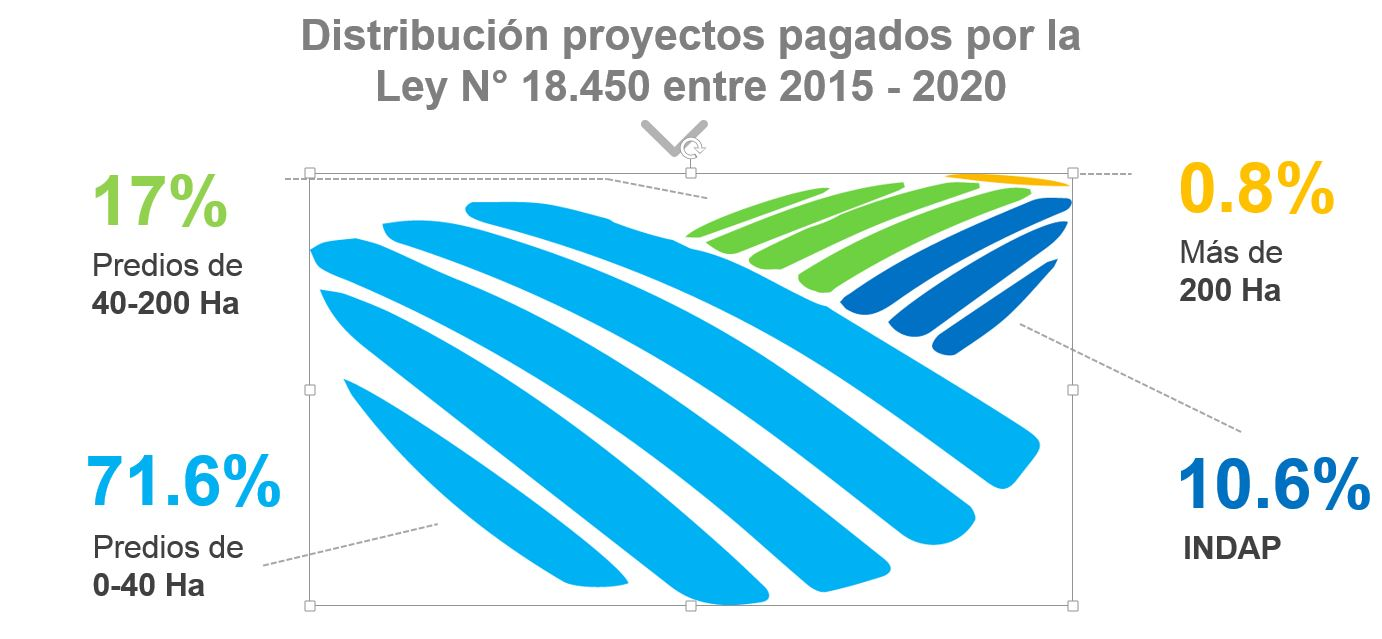 Distribución proyectos pagados por la
Ley N° 18.450 entre 2015 - 2020
17%
Predios de
40-200 Ha
0.8%
Más de
200 Ha
71.6%
Predios de
0-40 Ha
10.6%
INDAP